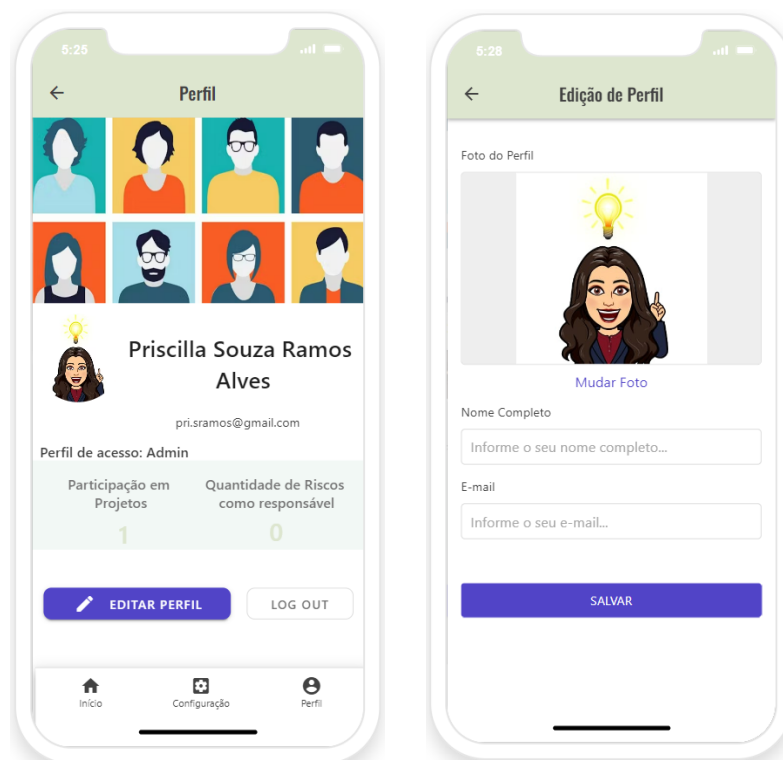 5:25
Perfil
Priscilla Souza Ramos
Alves
pri.sramos@gmail.com
Perfil de acesso: Admin
Participação em
Projetos
1
Quantidade de Riscos
como responsável
0
EDITAR PERFIL
LOG OUT
Início
Configuração
Perfil
5:28
Edição de Perfil
Foto do Perfil
Mudar Foto
Nome Completo
Informe o seu nome completo...
E-mail
Informe o seu e-mail...
SALVAR